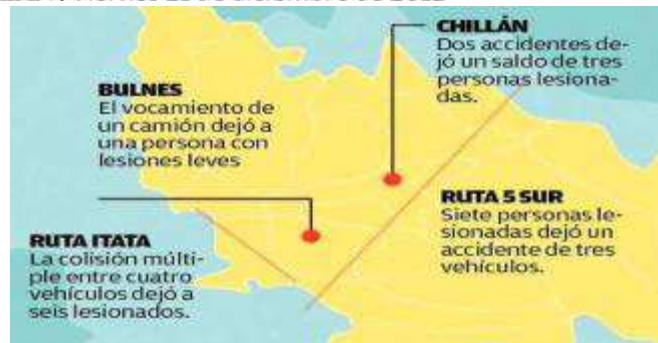 CHILLÁN
Dos accidentes de-
jó un saldo de tres
personas lesiona-
das.
BULNES
El vocamiento de
un camión dejó a
una persona con
lesiones leves
RUTA 5 SUR
Siete personas le-
sionadas dejó un
accidente de tres
vehículos.
RUTA ITATA
La colisión múlti-
ple entre cuatro
vehículos dejó a
seis lesionados.